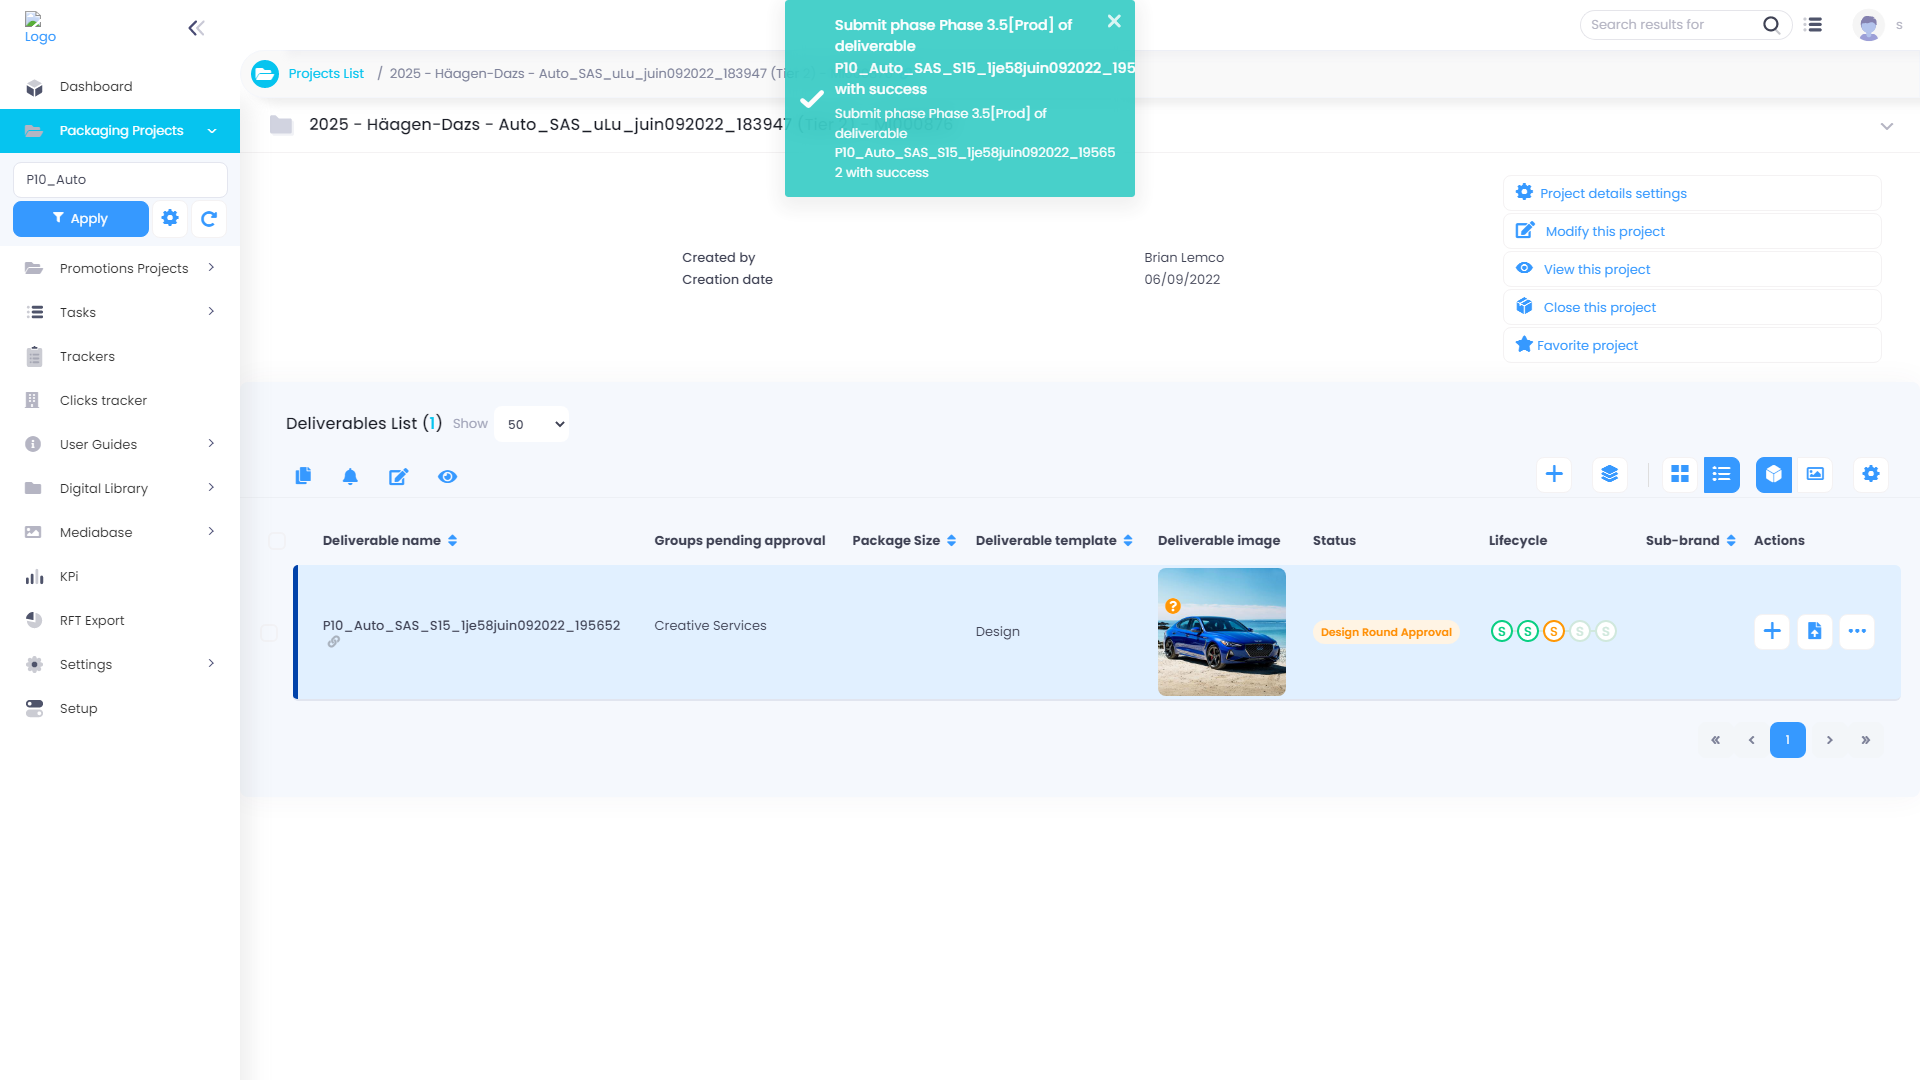 Logo
Dashboard
Packaging Projects
P10_Auto
Apply
Promotions Projects
Tasks
Trackers
Clicks tracker
User Guides
Digital Library
Mediabase
KPi
RFT Export
Settings
Setup
Search results for
s
Projects List / 2025 - Häagen-Dazs - Auto_SAS_uLu_juin092022_183947 (Tier
2025 - Häagen-Dazs - Auto_SAS_uLu_juin092022_183947 (Tier
Submit phase Phase 3.5[Prod] of
deliverable
P10_Auto_SAS_S15_1je58juin092022_195
with success
Submit phase Phase 3.5[Prod] of
deliverable
P10_Auto_SAS_S15_1je58juin092022_19565
2 with success
Created by Brian Lemco
Creation date 06/09/2022
Project details settings
Modify this project
View this project
Close this project
Favorite project
Deliverables List (1) Show 50
Deliverable name Groups pending approval Package Size Deliverable template Deliverable image Status Lifecycle Sub-brand Actions
P10_Auto_SAS_S15_1je58juin092022_195652 Creative Services Design ? Design Round Approval S S S S S
« ‹ 1 › »